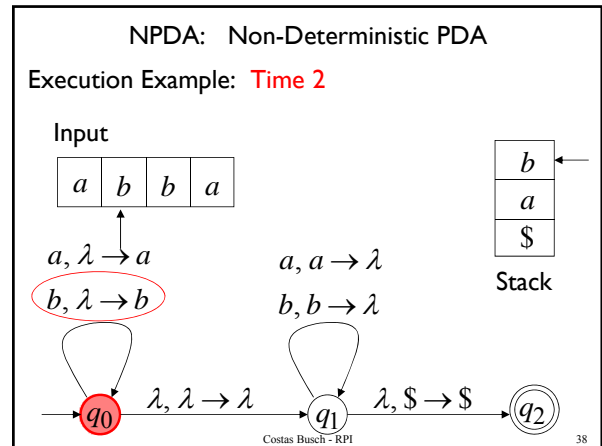 NPDA: Non-Deterministic PDA
Execution Example: Time 2
Input
a b b a
b
a
$
Stack
a, λ → a
b, λ → b
a, a → λ
b, b → λ
q0
λ, λ → λ
q1
λ, $ → $
q2
Costas Busch - RPI
38